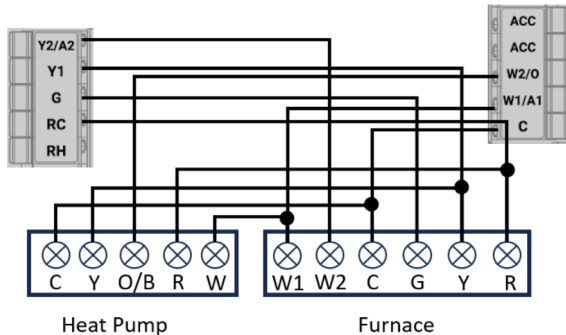 Y2/A2
Y1
G
RC
RH
ACC
ACC
W2/O
W1/A1
C
C Y O/B R W
W1 W2 C G Y R
Heat Pump
Furnace